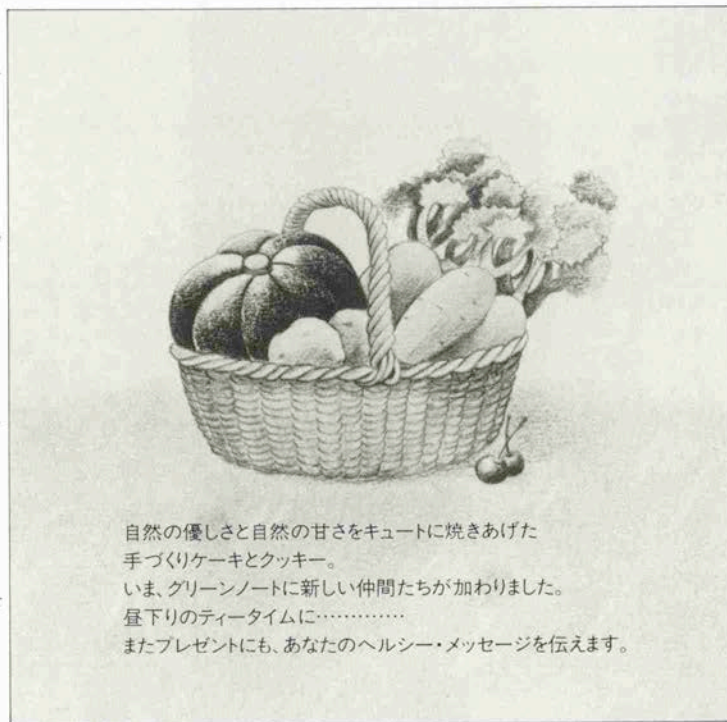 自然の優しさと自然の甘さをキュートに焼きあげた
手づくりケーキとクッキー。
いま、グリーンノートに新しい仲間たちが加わりました。
昼下りのティータイムに…………
またプレゼントにも、あなたのヘルシー・メッセージを伝えます。